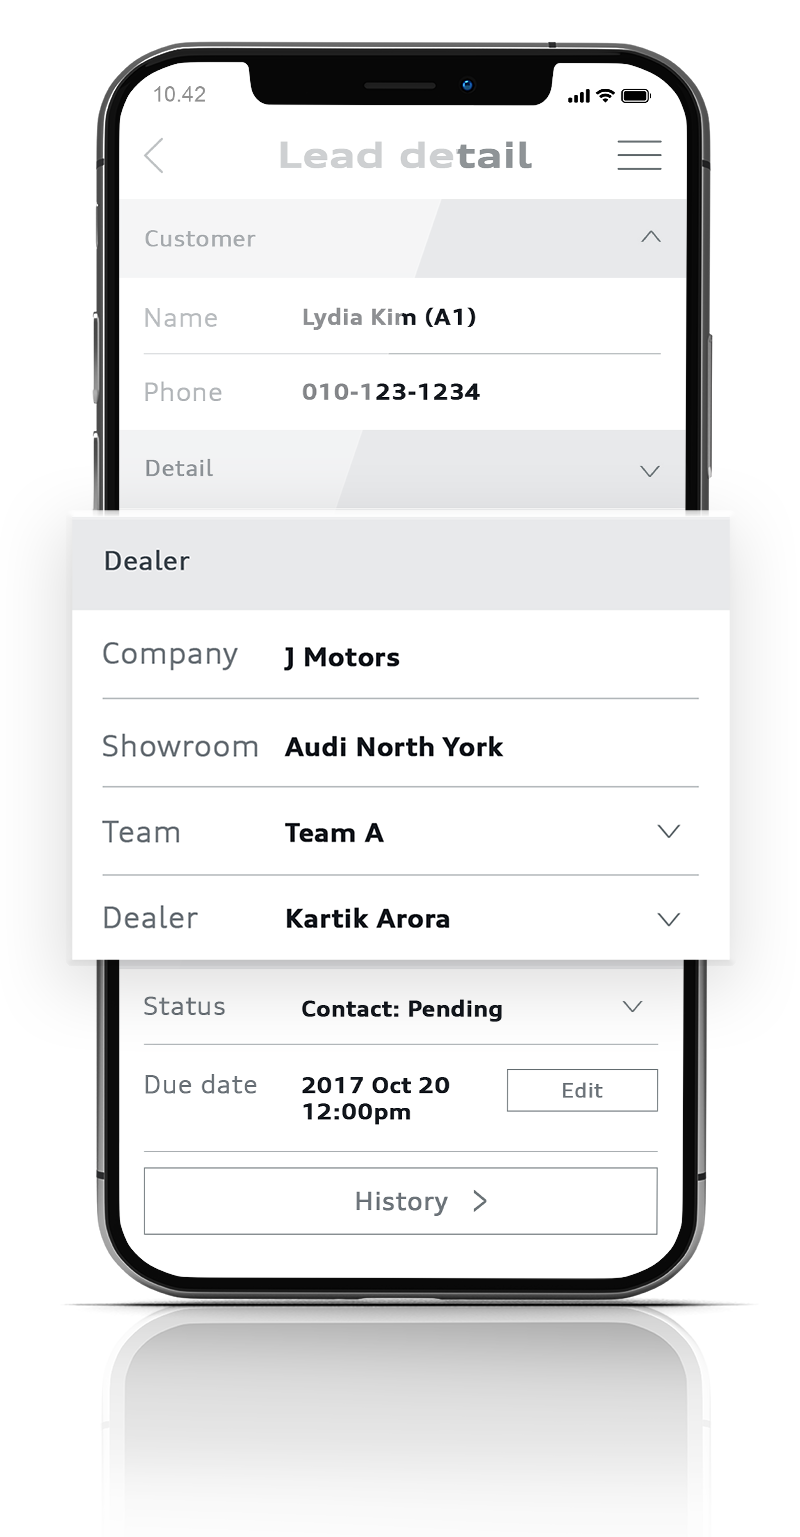 10.42
Lead detail
Customer
Name Lydia Kim (A1)
Phone 010-123-1234
Detail
Dealer
Company J Motors
Showroom Audi North York
Team Team A
Dealer Kartik Arora
Status Contact: Pending
Due date 2017 Oct 20
12:00pm
Edit
History